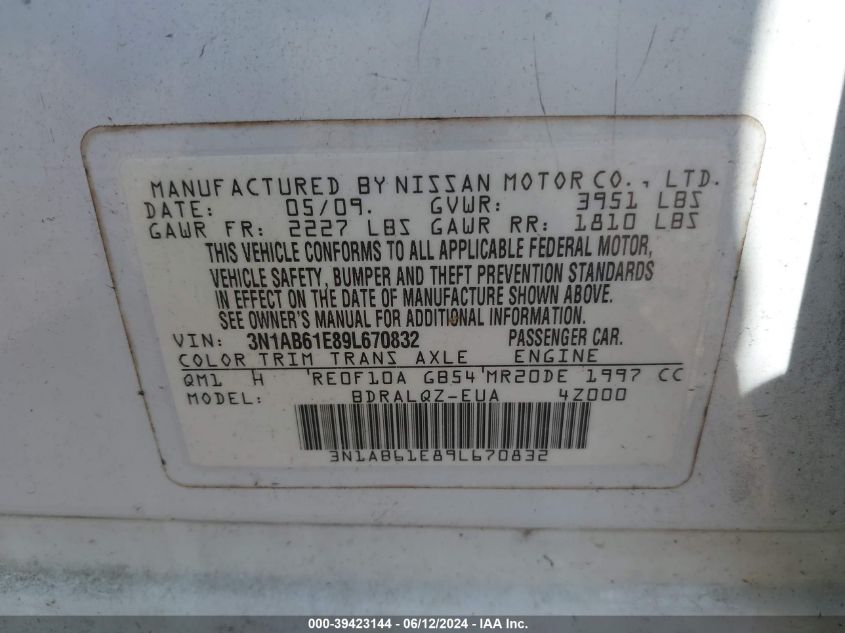 MANUFACTURED BY NISSAN MOTOR CO., LTD.
DATE: 05/09. GVWR: 3951 LBS
GAWR FR: 2227 LBS GAWR RR: 1810 LBS
THIS VEHICLE CONFORMS TO ALL APPLICABLE FEDERAL MOTOR,
VEHICLE SAFETY, BUMPER AND THEFT PREVENTION STANDARDS
IN EFFECT ON THE DATE OF MANUFACTURE SHOWN ABOVE.
SEE OWNER'S MANUAL FOR ADDITIONAL INFORMATION.
VIN: 3N1AB61E89L670832 PASSENGER CAR.
COLOR TRIM TRANS AXLE ENGINE
QM1 H RE0F10A GB54 MR20DE 1997 CC
MODEL: BDRALQZ-EUA 4Z000
3N1AB61E89L670832
000-39423144 - 06/12/2024 - IAA Inc.